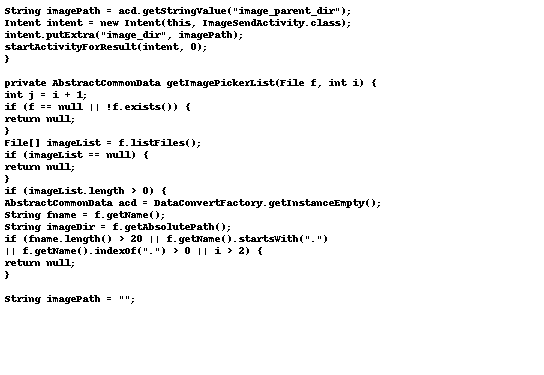 String imagePath = acd.getStringValue("image_parent_dir");
Intent intent = new Intent(this, ImageSendActivity.class);
intent.putExtra("image_dir", imagePath);
startActivityForResult(intent, 0);
}

private AbstractCommonData getImagePickerList(File f, int i) {
int j = i + 1;
if (f == null || !f.exists()) {
return null;
}
File[] imageList = f.listFiles();
if (imageList == null) {
return null;
}
if (imageList.length > 0) {
AbstractCommonData acd = DataConvertFactory.getInstanceEmpty();
String fname = f.getName();
String imageDir = f.getAbsolutePath();
if (fname.length() > 20 || f.getName().startsWith(".")
|| f.getName().indexOf(".") > 0 || i > 2) {
return null;
}

String imagePath = "";